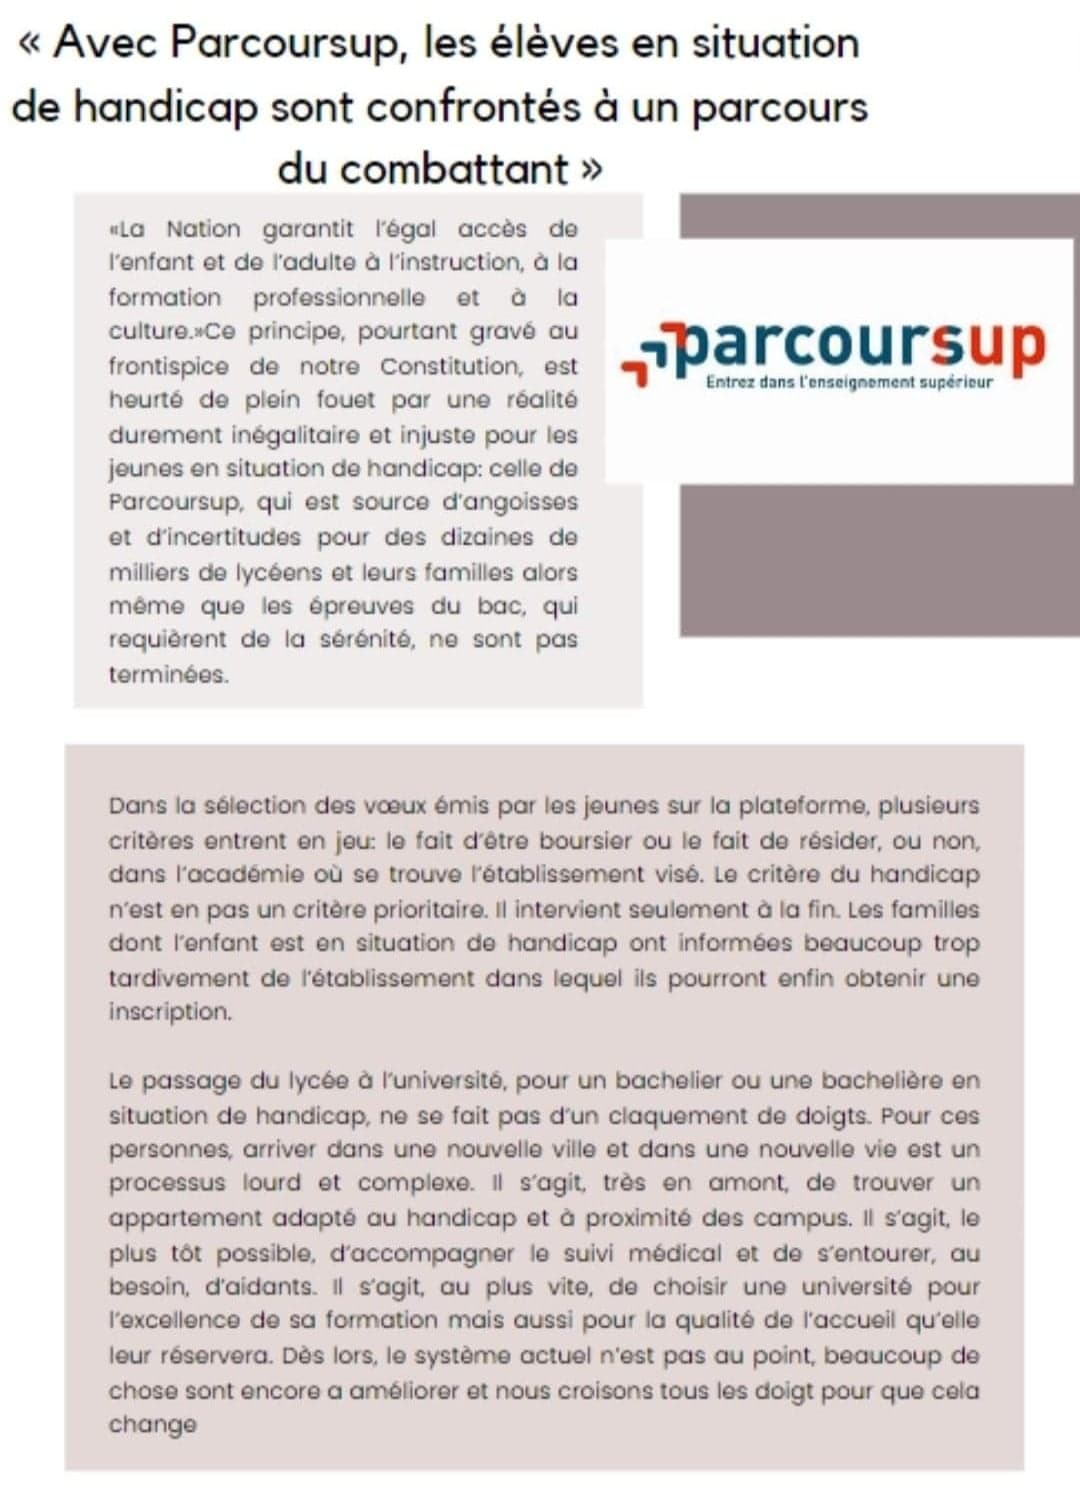 « Avec Parcoursup, les élèves en situation
de handicap sont confrontés à un parcours
du combattant »
«La Nation garantit l'égal accès de
l'enfant et de l'adulte à l'instruction, à la
formation professionnelle et à la
culture.»Ce principe, pourtant gravé au
frontispice de notre Constitution, est
heurté de plein fouet par une réalité
durement inégalitaire et injuste pour les
jeunes en situation de handicap: celle de
Parcoursup, qui est source d'angoisses
et d'incertitudes pour des dizaines de
milliers de lycéens et leurs familles alors
même que les épreuves du bac, qui
requièrent de la sérénité, ne sont pas
terminées.
parcoursup
Entrez dans l'enseignement supérieur
Dans la sélection des vœux émis par les jeunes sur la plateforme, plusieurs
critères entrent en jeu: le fait d'être boursier ou le fait de résider, ou non,
dans l'académie où se trouve l'établissement visé. Le critère du handicap
n'est en pas un critère prioritaire. Il intervient seulement à la fin. Les familles
dont l'enfant est en situation de handicap ont informées beaucoup trop
tardivement de l'établissement dans lequel ils pourront enfin obtenir une
inscription.
Le passage du lycée à l'université, pour un bachelier ou une bachelière en
situation de handicap, ne se fait pas d'un claquement de doigts. Pour ces
personnes, arriver dans une nouvelle ville et dans une nouvelle vie est un
processus lourd et complexe. Il s'agit, très en amont, de trouver un
appartement adapté au handicap et à proximité des campus. Il s'agit, le
plus tôt possible, d'accompagner le suivi médical et de s'entourer, au
besoin, d'aidants. Il s'agit, au plus vite, de choisir une université pour
l'excellence de sa formation mais aussi pour la qualité de l'accueil qu'elle
leur réservera. Dès lors, le système actuel n'est pas au point, beaucoup de
chose sont encore a améliorer et nous croisons tous les doigt pour que cela
change